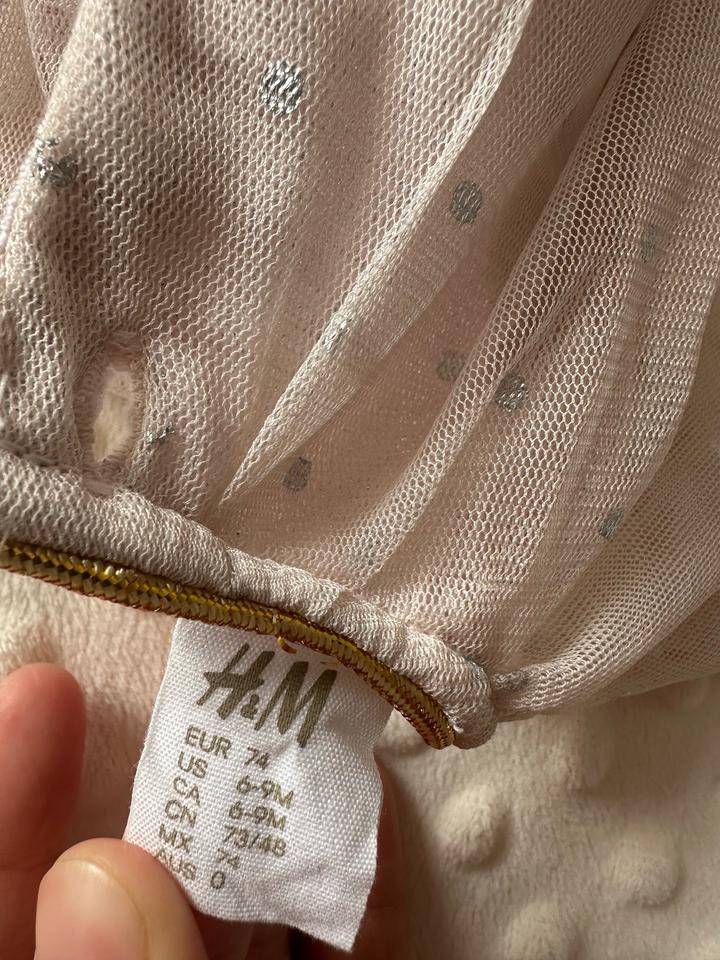 H&M
EUR 74
US 6-9M
CA 6-9M
CN 73/48
MX 74
AUS 0